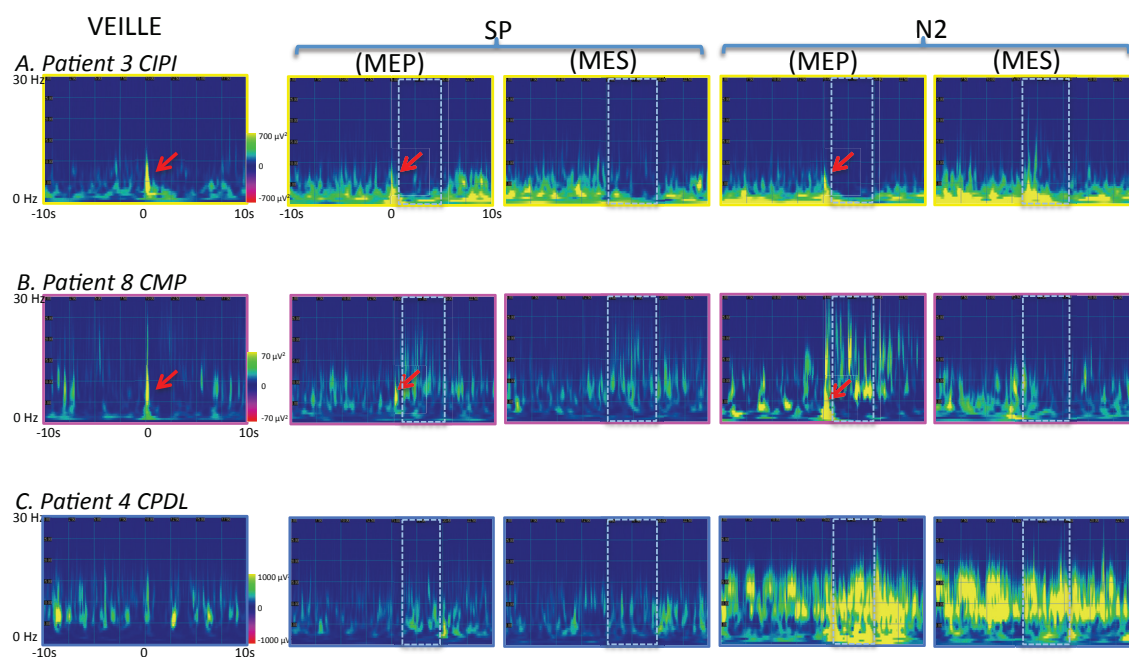 VEILLE
SP
N2
(MEP)
(MES)
(MEP)
(MES)
A. Patient 3 CIPI
30 Hz
0 Hz
-10s
0
10s
700 µV²
0
-700 µV²
-10s
0
10s
B. Patient 8 CMP
30 Hz
0 Hz
-10s
0
10s
70 µV²
0
-70 µV²
C. Patient 4 CPDL
30 Hz
0 Hz
-10s
0
10s
1000 µV²
0
-1000 µV²